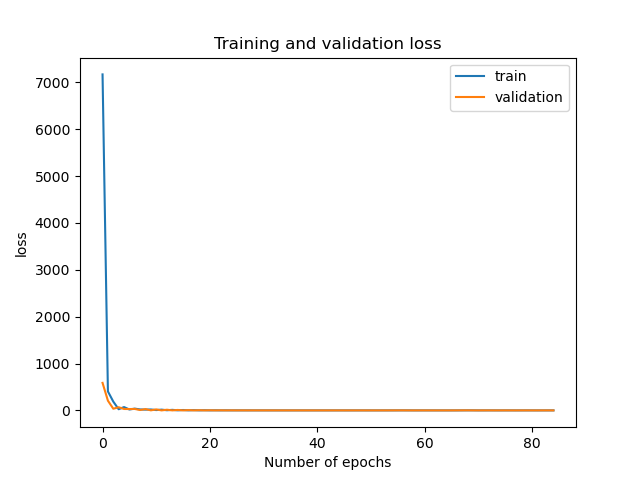 Training and validation loss
train
validation
7000
6000
5000
4000
3000
2000
1000
0
loss
0
20
40
60
80
Number of epochs